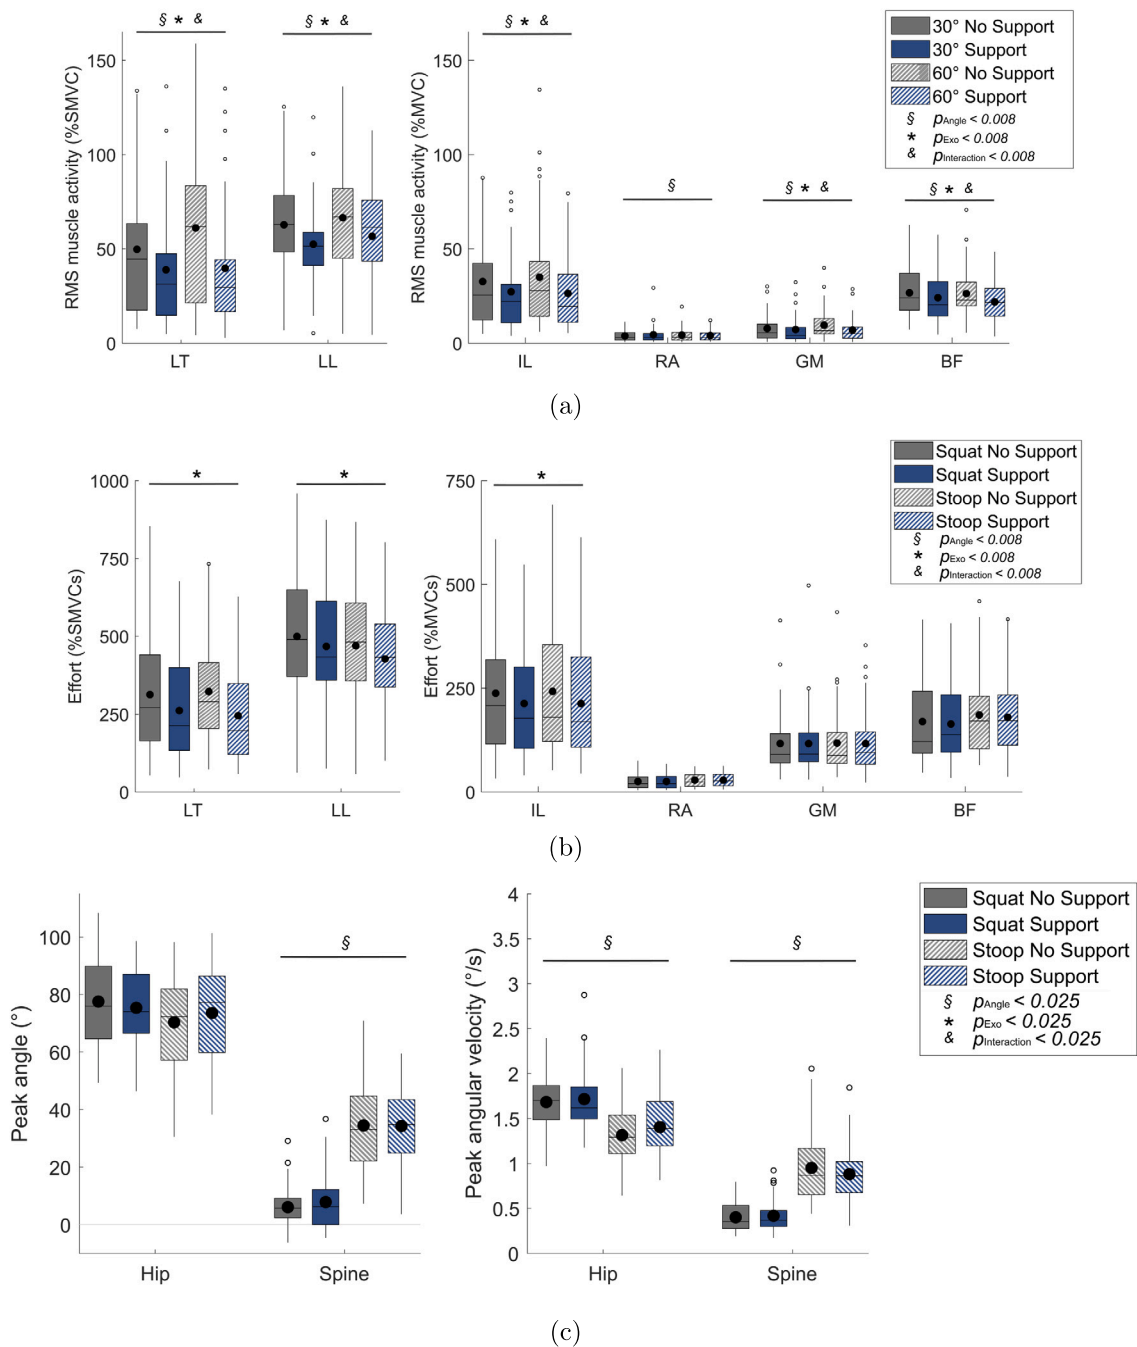 § * &
§ * &
§ * &
§
§ * &
§ * &
30° No Support
30° Support
60° No Support
60° Support
§ pAngle < 0.008
* pExo < 0.008
& pInteraction < 0.008
RMS muscle activity (%SMVC)
150
100
50
0
LT
LL
RMS muscle activity (%MVC)
150
100
50
0
IL
RA
GM
BF
(a)
*
*
*
Squat No Support
Squat Support
Stoop No Support
Stoop Support
§ pAngle < 0.008
* pExo < 0.008
& pInteraction < 0.008
Effort (%SMVCs)
1000
750
500
250
0
LT
LL
Effort (%MVCs)
750
500
250
0
IL
RA
GM
BF
(b)
§
§
§
Squat No Support
Squat Support
Stoop No Support
Stoop Support
§ pAngle < 0.025
* pExo < 0.025
& pInteraction < 0.025
Peak angle (°)
100
80
60
40
20
0
Hip
Spine
Peak angular velocity (°/s)
4
3.5
3
2.5
2
1.5
1
0.5
0
Hip
Spine
(c)